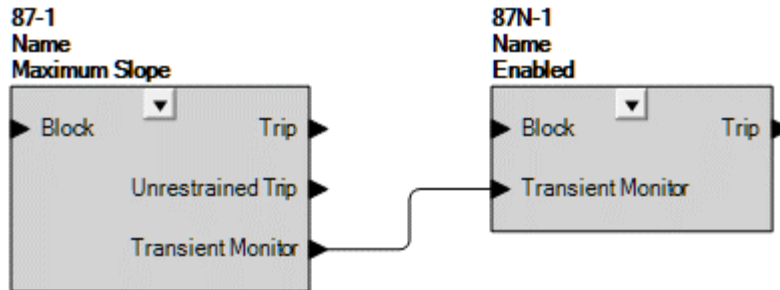 87-1
Name
Maximum Slope
Block
Trip
Unrestrained Trip
Transient Monitor
87N-1
Name
Enabled
Block
Trip
Transient Monitor